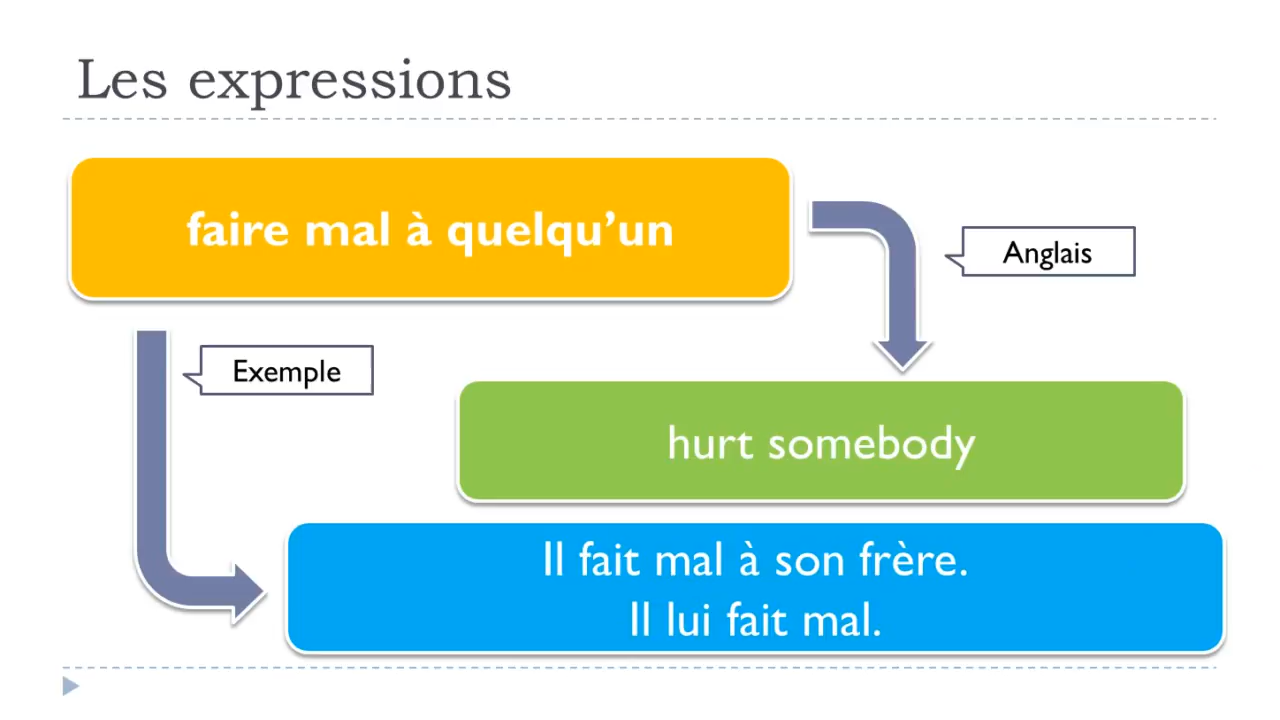 Les expressions
faire mal à quelqu’un
Anglais
Exemple
hurt somebody
Il fait mal à son frère.
Il lui fait mal.